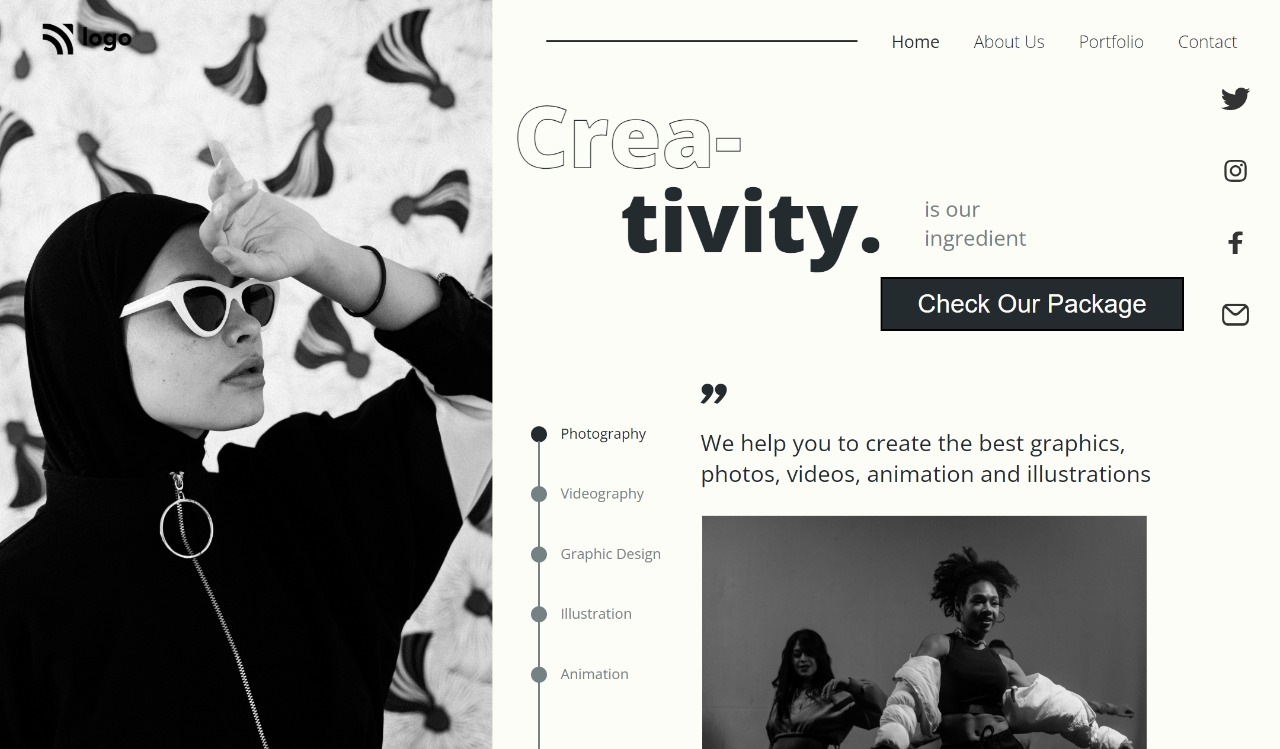 logo
Home About Us Portfolio Contact
Crea-
tivity.
is our
ingredient
Check Our Package
”
We help you to create the best graphics,
photos, videos, animation and illustrations
Photography
Videography
Graphic Design
Illustration
Animation